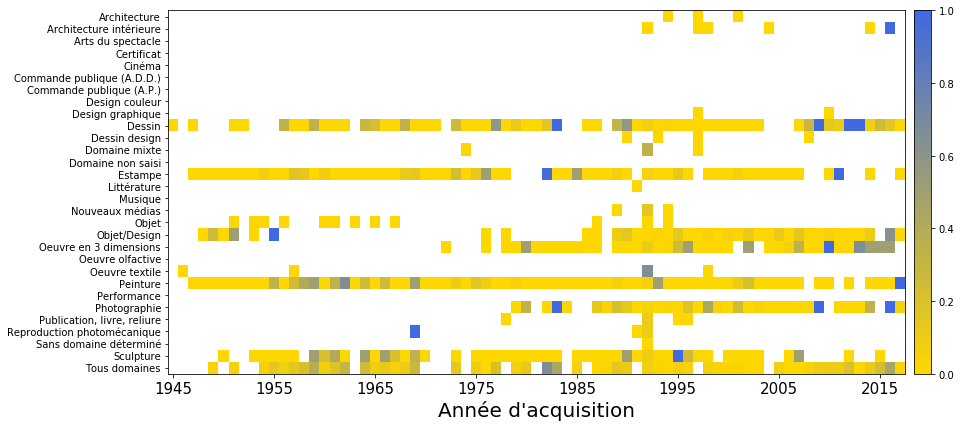 Architecture
Architecture intérieure
Arts du spectacle
Certificat
Cinéma
Commande publique (A.D.D.)
Commande publique (A.P.)
Design couleur
Design graphique
Dessin
Dessin design
Domaine mixte
Domaine non saisi
Estampe
Littérature
Musique
Nouveaux médias
Objet
Objet/Design
Oeuvre en 3 dimensions
Oeuvre olfactive
Oeuvre textile
Peinture
Performance
Photographie
Publication, livre, reliure
Reproduction photomécanique
Sans domaine déterminé
Sculpture
Tous domaines
1945 1955 1965 1975 1985 1995 2005 2015
Année d'acquisition
1.0
0.8
0.6
0.4
0.2
0.0